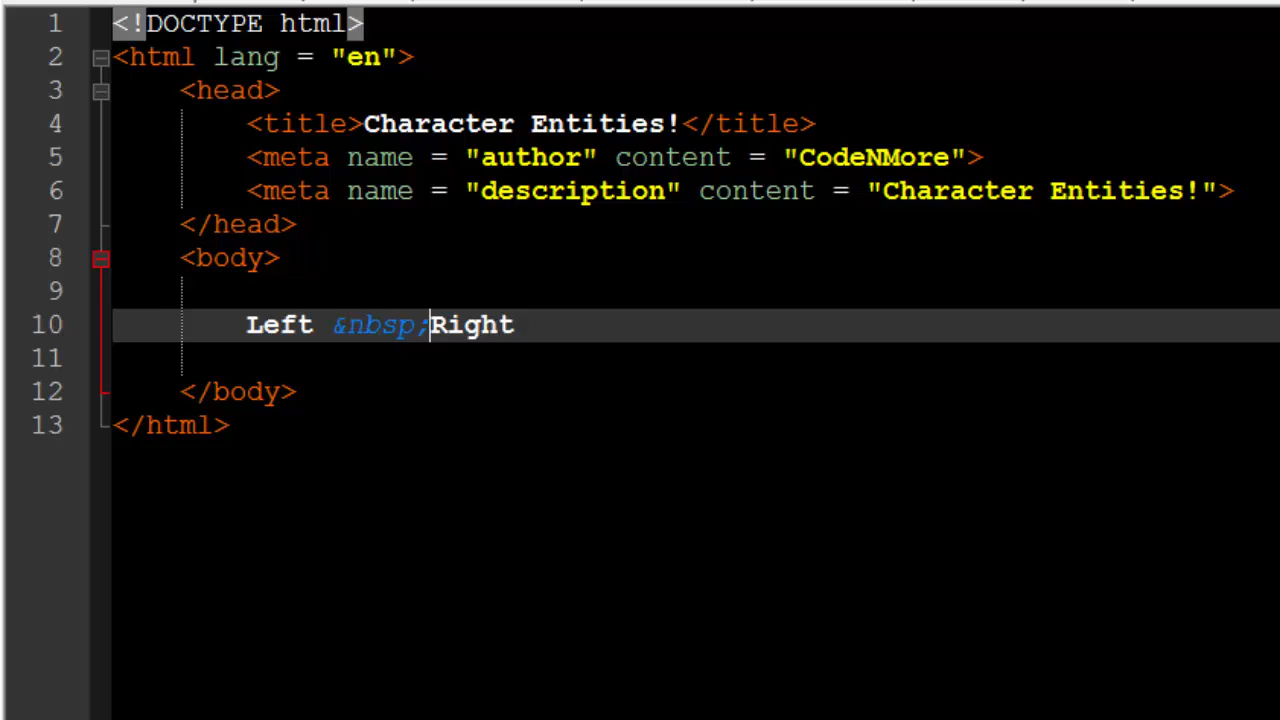 1 <!DOCTYPE html>
2 <html lang = "en">
3 <head>
4 <title>Character Entities!</title>
5 <meta name = "author" content = "CodeNMore">
6 <meta name = "description" content = "Character Entities!">
7 </head>
8 <body>
9
10 Left &nbsp;Right
11
12 </body>
13 </html>